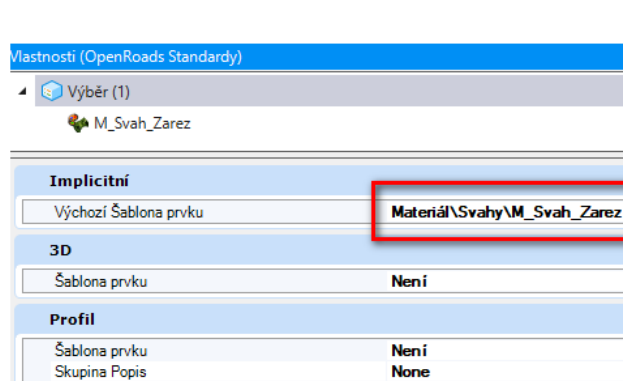 Vlastnosti (OpenRoads Standardy)
Výběr (1)
M_Svah_Zarez
Implicitní
Výchozí Šablona prvku Materiál\Svahy\M_Svah_Zarez
3D
Šablona prvku Není
Profil
Šablona prvku Není
Skupina Popis None